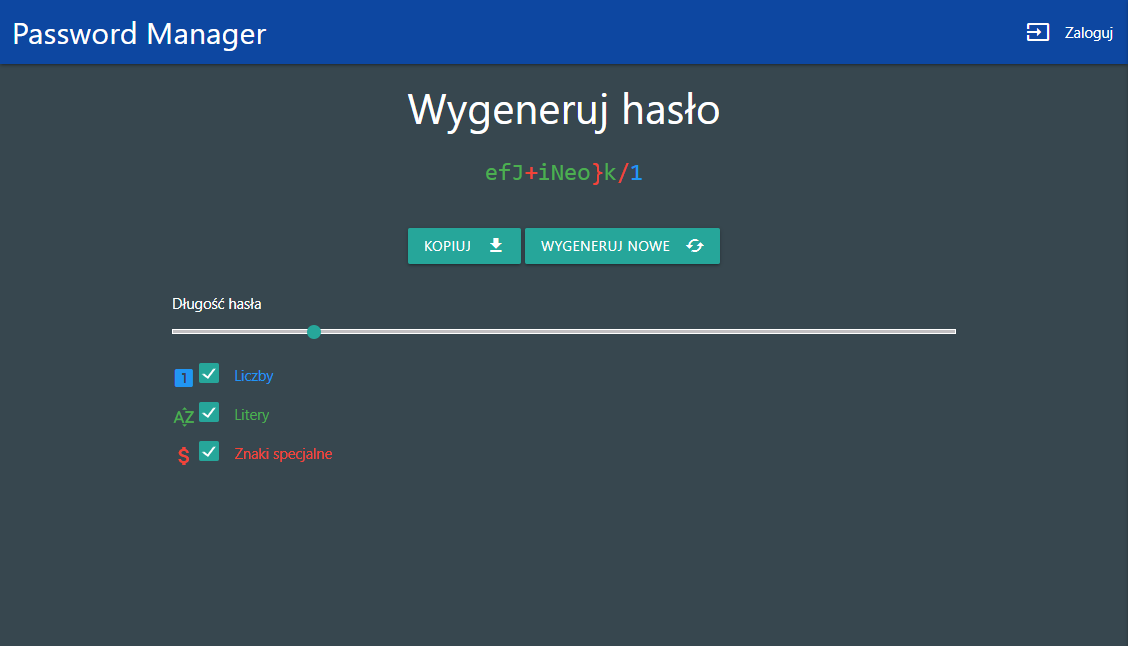 Password Manager
Zaloguj
Wygeneruj hasło
efJ+iNeo}k/1
KOPIUJ
WYGENERUJ NOWE
Długość hasła
1 Liczby
AZ Litery
$ Znaki specjalne